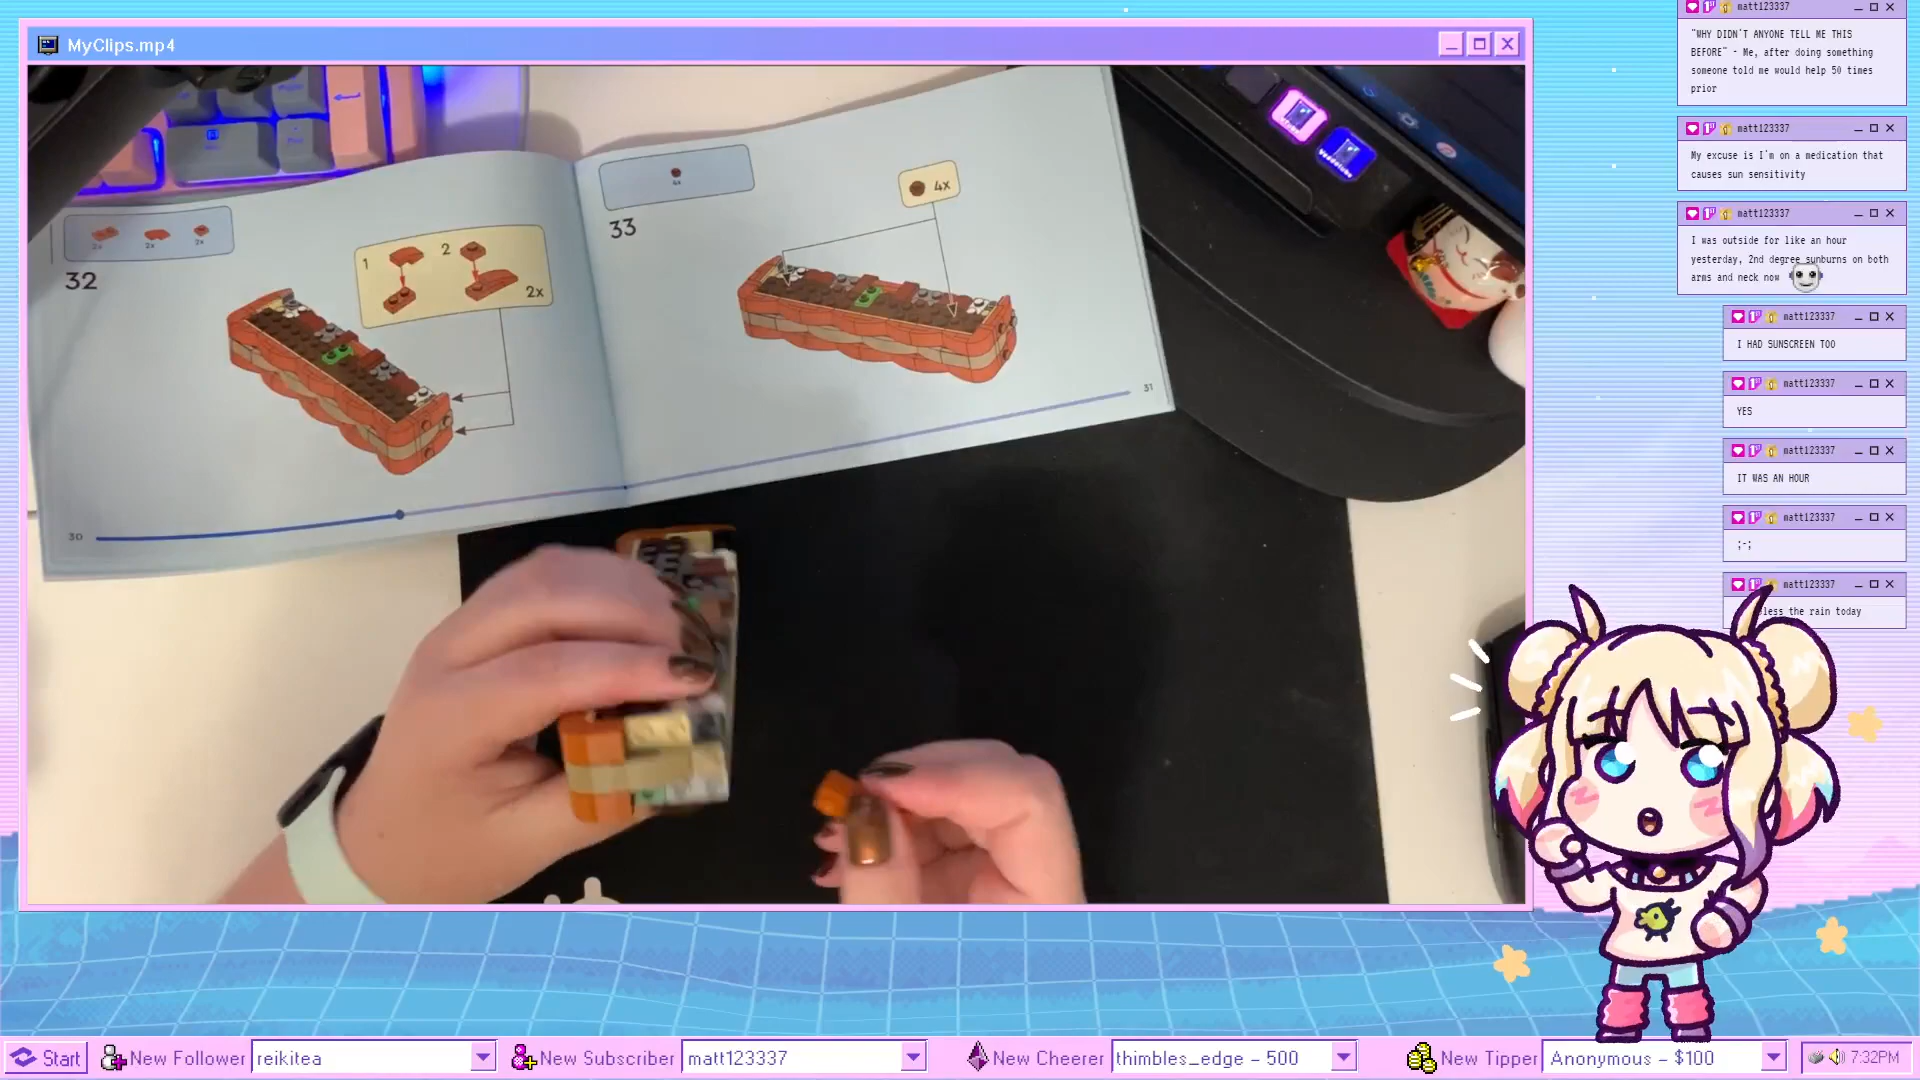 MyClips.mp4
2x
2x
2x
32
1
2
2x
30
4x
33
4x
31
matt123337
"WHY DIDN'T ANYONE TELL ME THIS
BEFORE" - Me, after doing something
someone told me would help 50 times
prior
matt123337
My excuse is I'm on a medication that
causes sun sensitivity
matt123337
I was outside for like an hour
yesterday, 2nd degree sunburns on both
arms and neck now
matt123337
I HAD SUNSCREEN TOO
matt123337
YES
matt123337
IT WAS AN HOUR
matt123337
;-;
matt123337
less the rain today
Start
New Follower
reikitea
New Subscriber
matt123337
New Cheerer
thimbles_edge - 500
New Tipper
Anonymous - $100
7:32PM